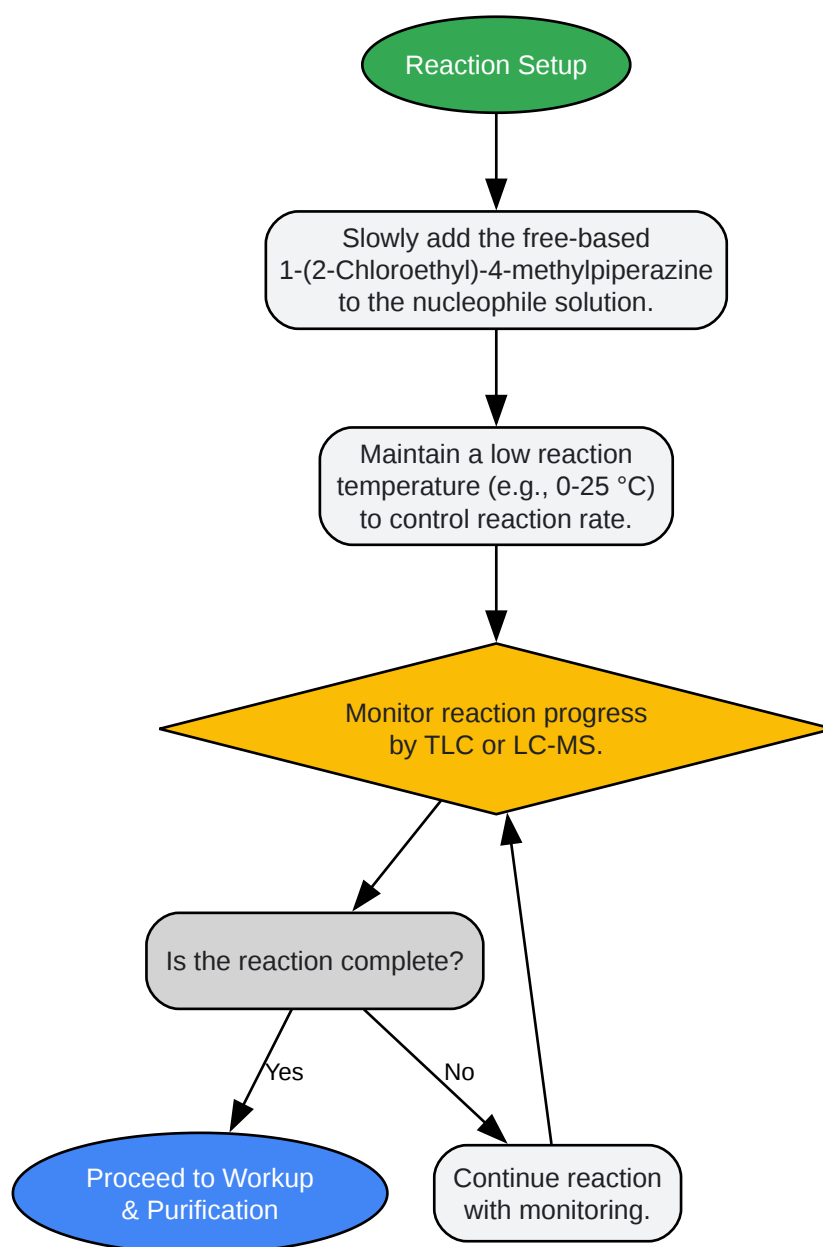 Reaction Setup
Slowly add the free-based
1-(2-Chloroethyl)-4-methylpiperazine
to the nucleophile solution.
Maintain a low reaction
temperature (e.g., 0-25 °C)
to control reaction rate.
Monitor reaction progress
by TLC or LC-MS.
Is the reaction complete?
Yes
No
Proceed to Workup
& Purification
Continue reaction
with monitoring.